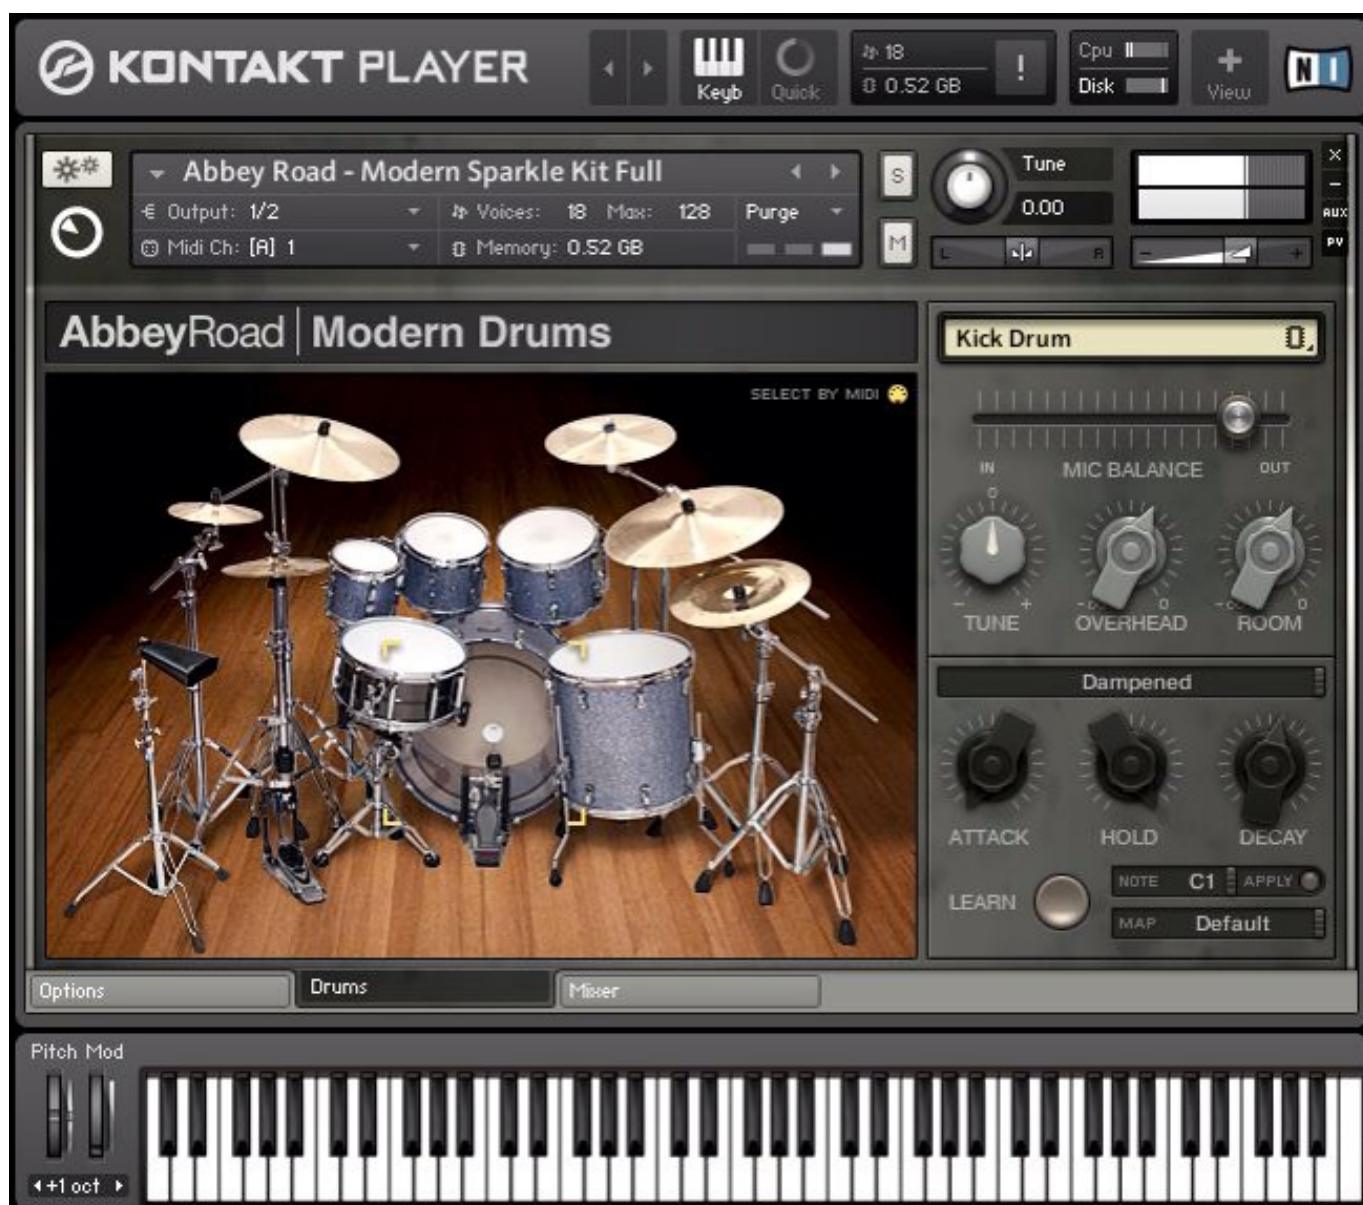 KONTAKT PLAYER
Keyb
Quick
18
0.52 GB
!
Cpu
Disk
+
View
NI
Abbey Road - Modern Sparkle Kit Full
Output: 1/2
Voices: 18 Max: 128
Purge
Midi Ch: [A] 1
Memory: 0.52 GB
S
M
Tune
0.00
L R
- +
X
-
AUX
PV
AbbeyRoad | Modern Drums
SELECT BY MIDI
Kick Drum
IN MIC BALANCE OUT
0
- + 0 0
TUNE OVERHEAD ROOM
Dampened
ATTACK HOLD DECAY
LEARN
NOTE C1 APPLY
MAP Default
Options
Drums
Mixer
Pitch Mod
+1 oct